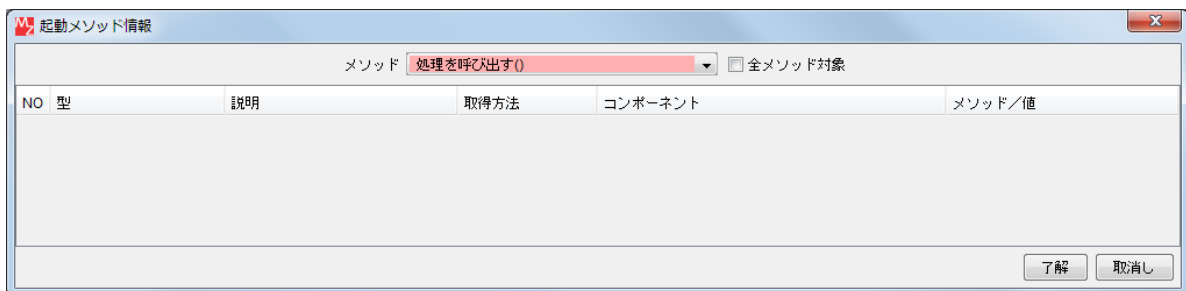 起動メソッド情報
メソッド 処理を呼び出す() 全メソッド対象
NO 型 説明 取得方法 コンポーネント メソッド/値
了解 取消し